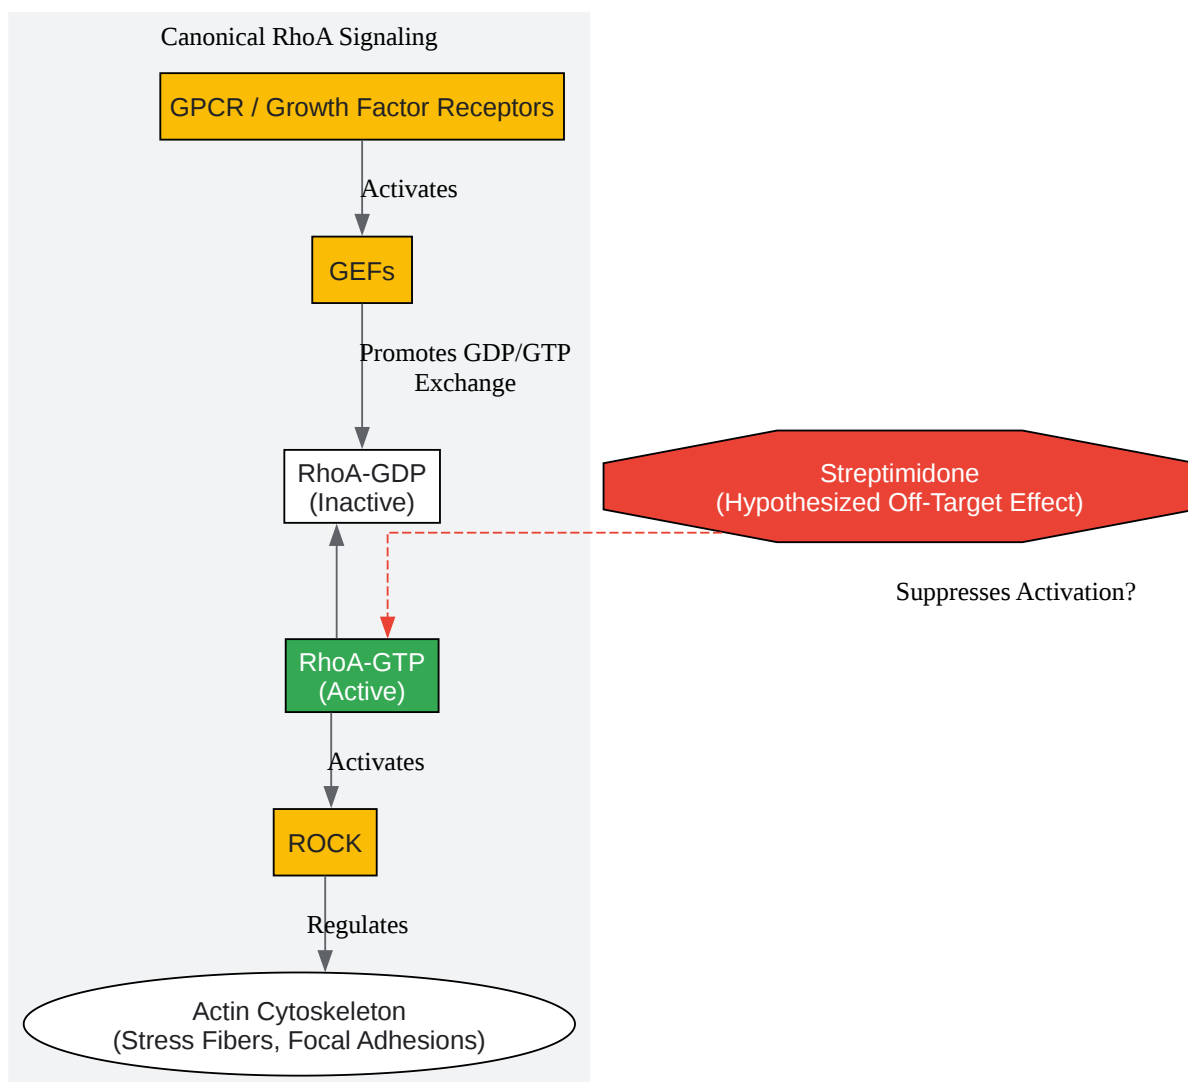 Canonical RhoA Signaling
GPCR / Growth Factor Receptors
Activates
GEFs
Promotes GDP/GTP
Exchange
RhoA-GDP
(Inactive)
Streptimidone
(Hypothesized Off-Target Effect)
Suppresses Activation?
RhoA-GTP
(Active)
Activates
ROCK
Regulates
Actin Cytoskeleton
(Stress Fibers, Focal Adhesions)